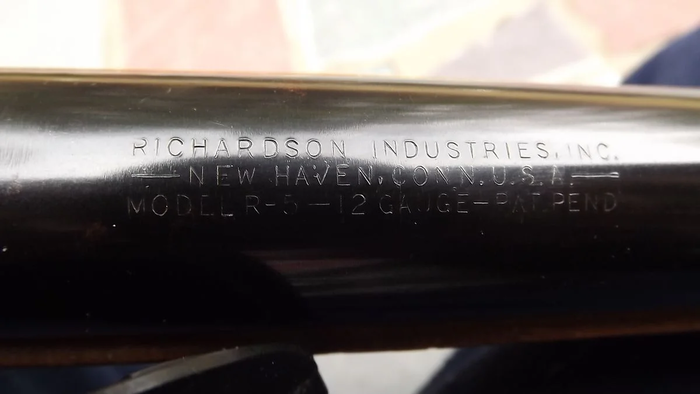 RICHARDSON INDUSTRIES, INC.
— NEW HAVEN, CONN. U.S.A. —
MODEL R-5 — 12 GAUGE - PAT. PEND